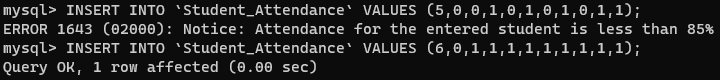 mysql> INSERT INTO `Student_Attendance` VALUES (5,0,0,1,0,1,0,1,0,1,1);
ERROR 1643 (02000): Notice: Attendance for the entered student is less than 85%
mysql> INSERT INTO `Student_Attendance` VALUES (6,0,1,1,1,1,1,1,1,1,1);
Query OK, 1 row affected (0.00 sec)